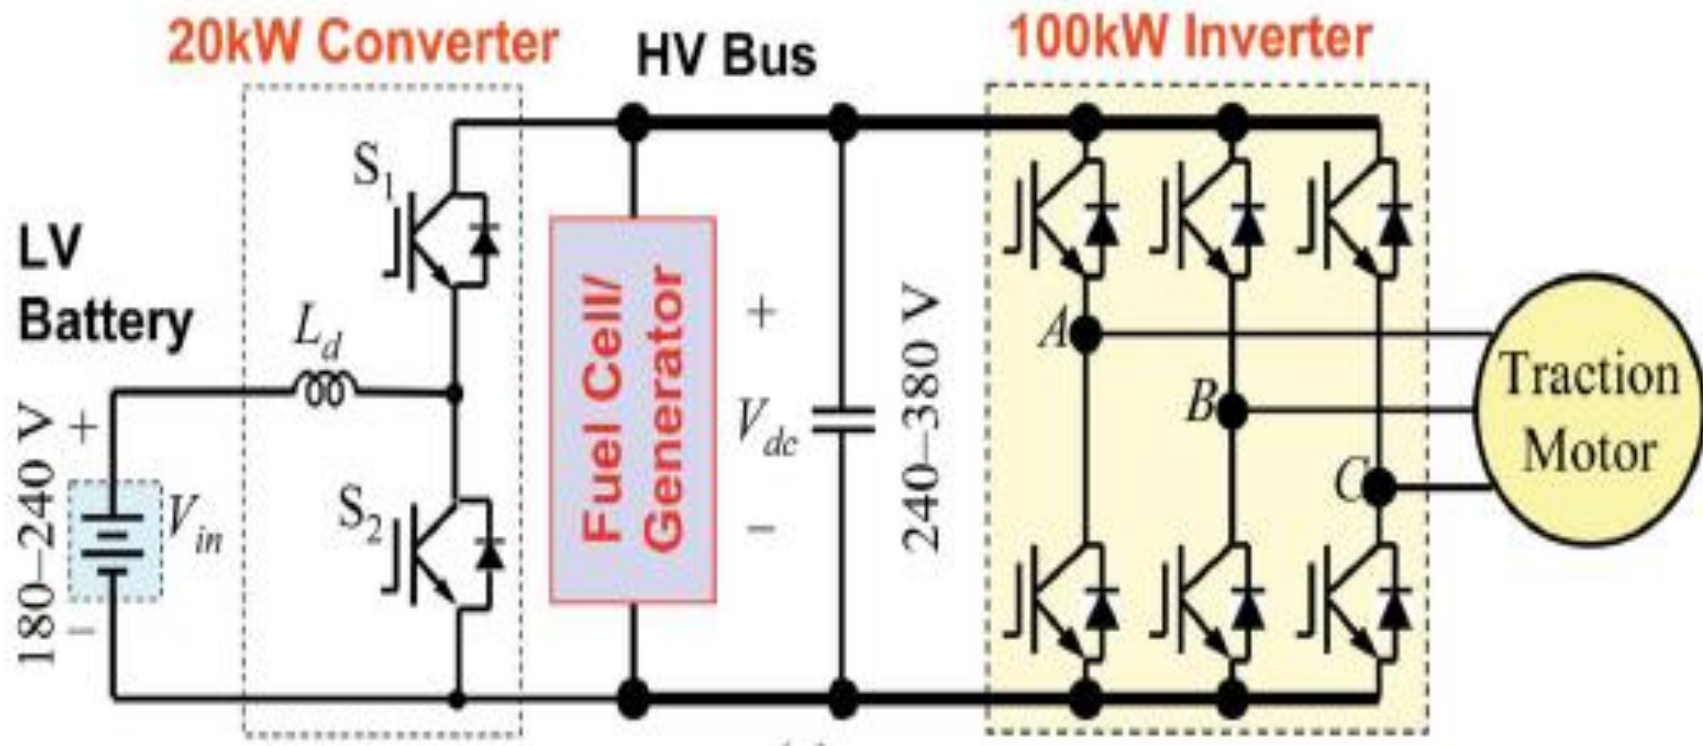 20kW Converter
HV Bus
100kW Inverter
S1
LV
Battery
Ld
180–240 V
+
Vin
–
S2
Fuel Cell/
Generator
+
Vdc
–
240–380 V
A
B
C
Traction
Motor